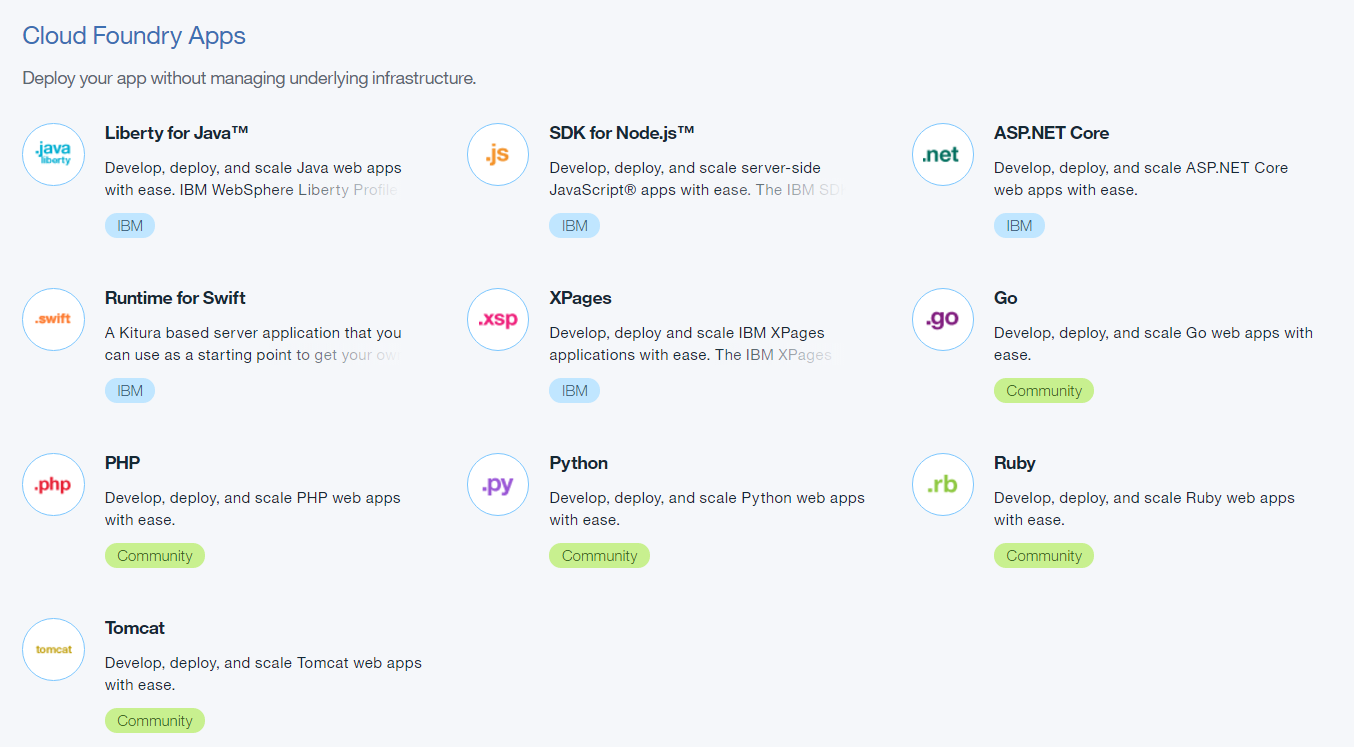 Cloud Foundry Apps
Deploy your app without managing underlying infrastructure.
.java
liberty
Liberty for Java™
Develop, deploy, and scale Java web apps
with ease. IBM WebSphere Liberty Profile
IBM
.js
SDK for Node.js™
Develop, deploy, and scale server-side
JavaScript® apps with ease. The IBM SDK
IBM
.net
ASP.NET Core
Develop, deploy, and scale ASP.NET Core
web apps with ease.
IBM
.swift
Runtime for Swift
A Kitura based server application that you
can use as a starting point to get your own
IBM
.xsp
XPages
Develop, deploy and scale IBM XPages
applications with ease. The IBM XPages
IBM
.go
Go
Develop, deploy, and scale Go web apps with
ease.
Community
.php
PHP
Develop, deploy, and scale PHP web apps
with ease.
Community
.py
Python
Develop, deploy, and scale Python web apps
with ease.
Community
.rb
Ruby
Develop, deploy, and scale Ruby web apps
with ease.
Community
tomcat
Tomcat
Develop, deploy, and scale Tomcat web apps
with ease.
Community